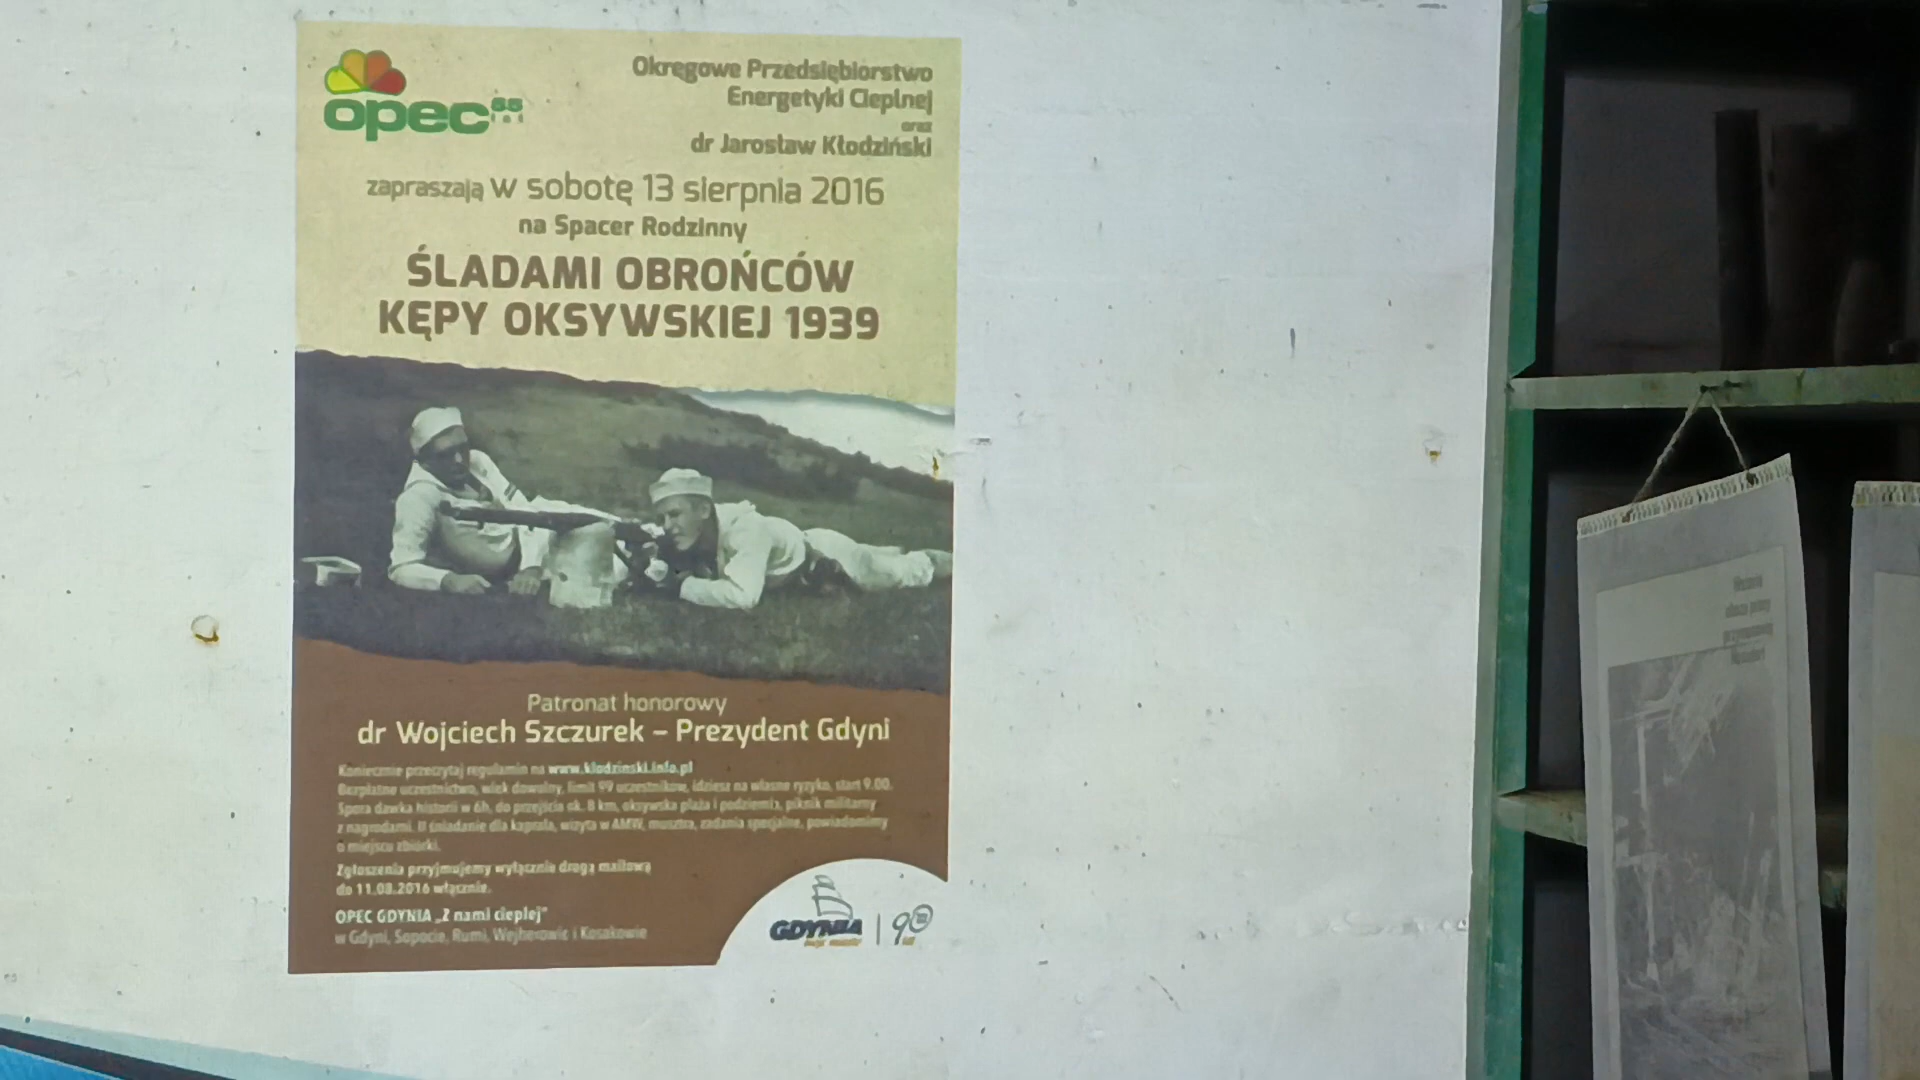 opec 55 lat
Okręgowe Przedsiębiorstwo
Energetyki Cieplnej
oraz
dr Jarosław Kłodziński
zapraszają w sobotę 13 sierpnia 2016
na Spacer Rodzinny
ŚLADAMI OBROŃCÓW
KĘPY OKSYWSKIEJ 1939
Patronat honorowy
dr Wojciech Szczurek – Prezydent Gdyni
Koniecznie przeczytaj regulamin na www.klodzinski.info.pl
Bezpłatne uczestnictwo, wiek dowolny, limit 99 uczestników, idziesz na własne ryzyko, start 9.00.
Spora dawka historii w 6h, do przejścia ok. 8 km, oksywska plaża i podziemia, piknik militarny
z nagrodami. II śniadanie dla kaprala, wizyta w AMW, musztra, zadania specjalne, powiadomimy
o miejscu zbiórki.
Zgłoszenia przyjmujemy wyłącznie drogą mailową
do 11.08.2016 włącznie.
OPEC GDYNIA „Z nami cieplej”
w Gdyni, Sopocie, Rumi, Wejherowie i Kosakowie
GDYNIA
moje miasto
90